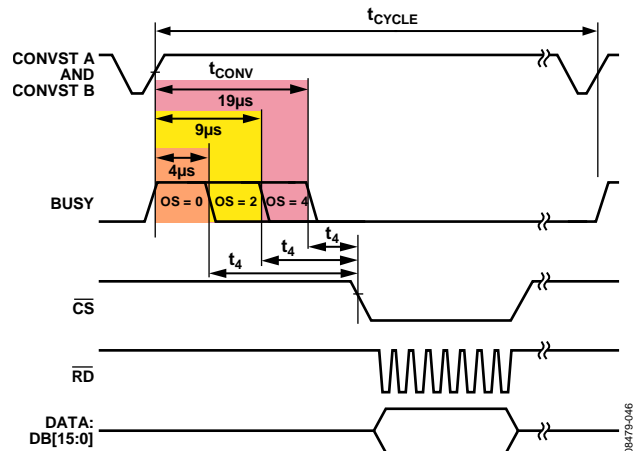 tCYCLE
CONVST A
AND
CONVST B
tCONV
19µs
9µs
4µs
BUSY
OS = 0
OS = 2
OS = 4
t4
t4
t4
CS
RD
DATA:
DB[15:0]
08479-046